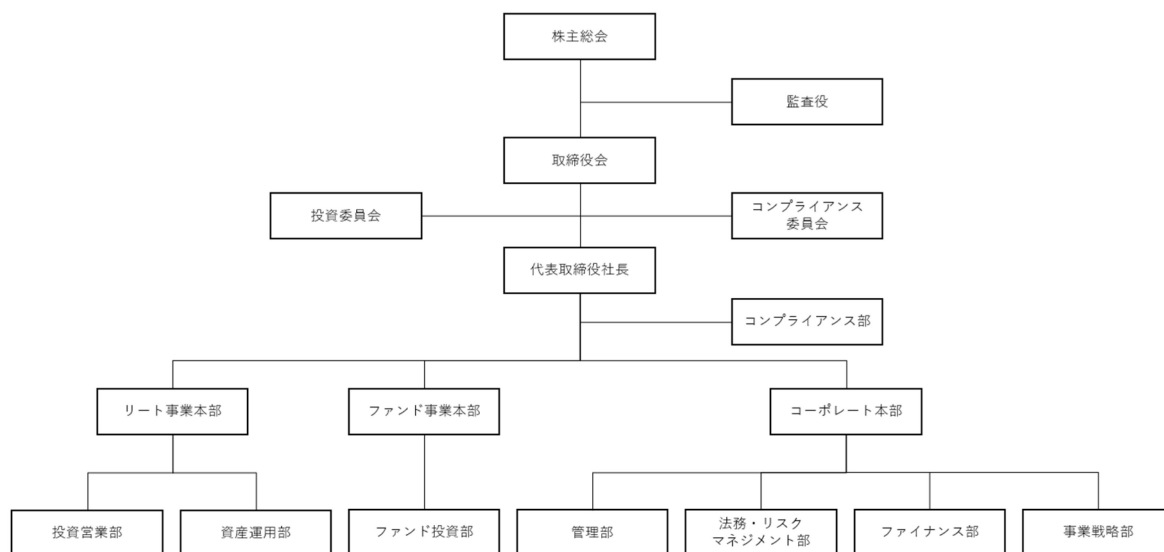 株主総会
監査役
取締役会
投資委員会
コンプライアンス
委員会
代表取締役社長
コンプライアンス部
リート事業本部
ファンド事業本部
コーポレート本部
投資営業部
資産運用部
ファンド投資部
管理部
法務・リスク
マネジメント部
ファイナンス部
事業戦略部